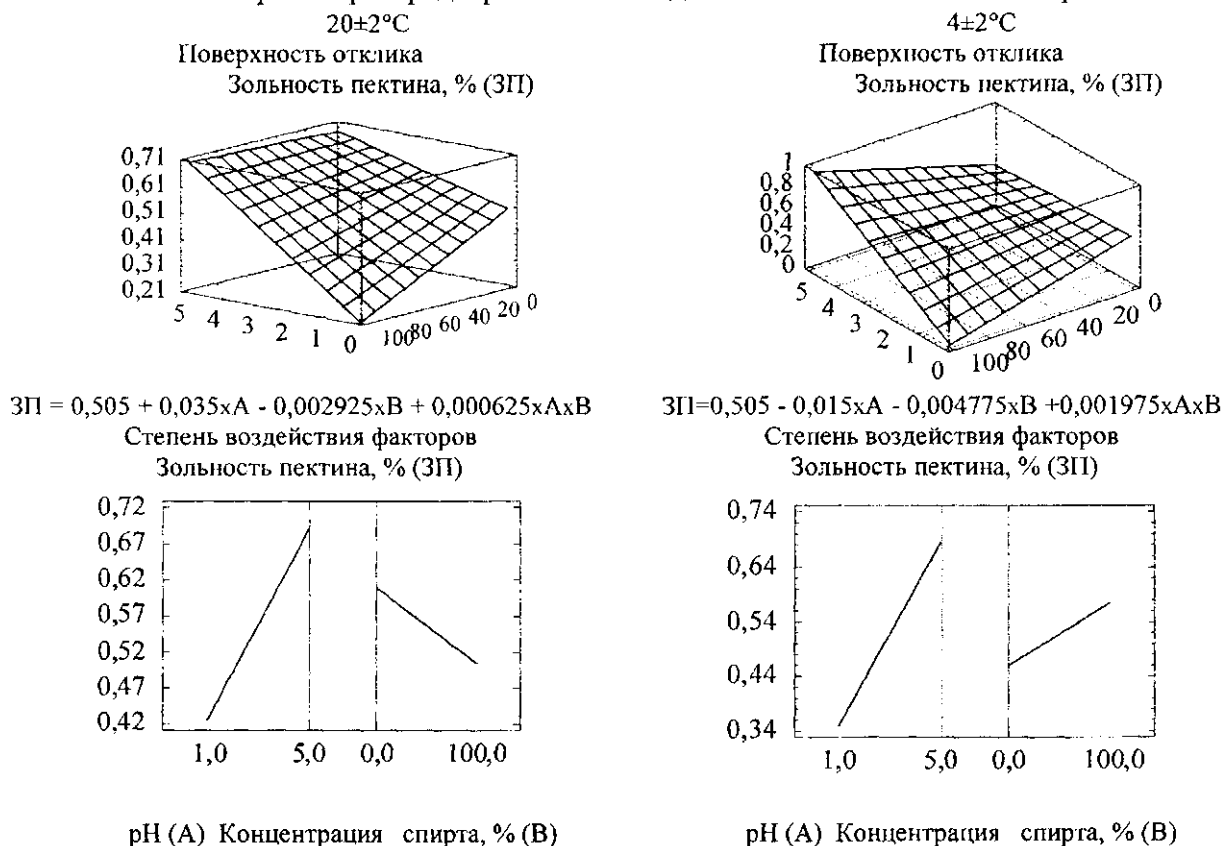 20±2°C
Поверхность отклика
Зольность пектина, % (ЗП)
0,71
0,61
0,51
0,41
0,31
0,21
5 4 3 2 1 0
100 80 60 40 20 0
ЗП = 0,505 + 0,035xA - 0,002925xB + 0,000625xAxB
Степень воздействия факторов
Зольность пектина, % (ЗП)
0,72
0,67
0,62
0,57
0,52
0,47
0,42
1,0 5,0 0,0 100,0
pH (A) Концентрация спирта, % (B)
4±2°C
Поверхность отклика
Зольность пектина, % (ЗП)
1
0,8
0,6
0,4
0,2
0
5 4 3 2 1 0
100 80 60 40 20 0
ЗП=0,505 - 0,015xA - 0,004775xB +0,001975xAxB
Степень воздействия факторов
Зольность пектина, % (ЗП)
0,74
0,64
0,54
0,44
0,34
1,0 5,0 0,0 100,0
pH (A) Концентрация спирта, % (B)